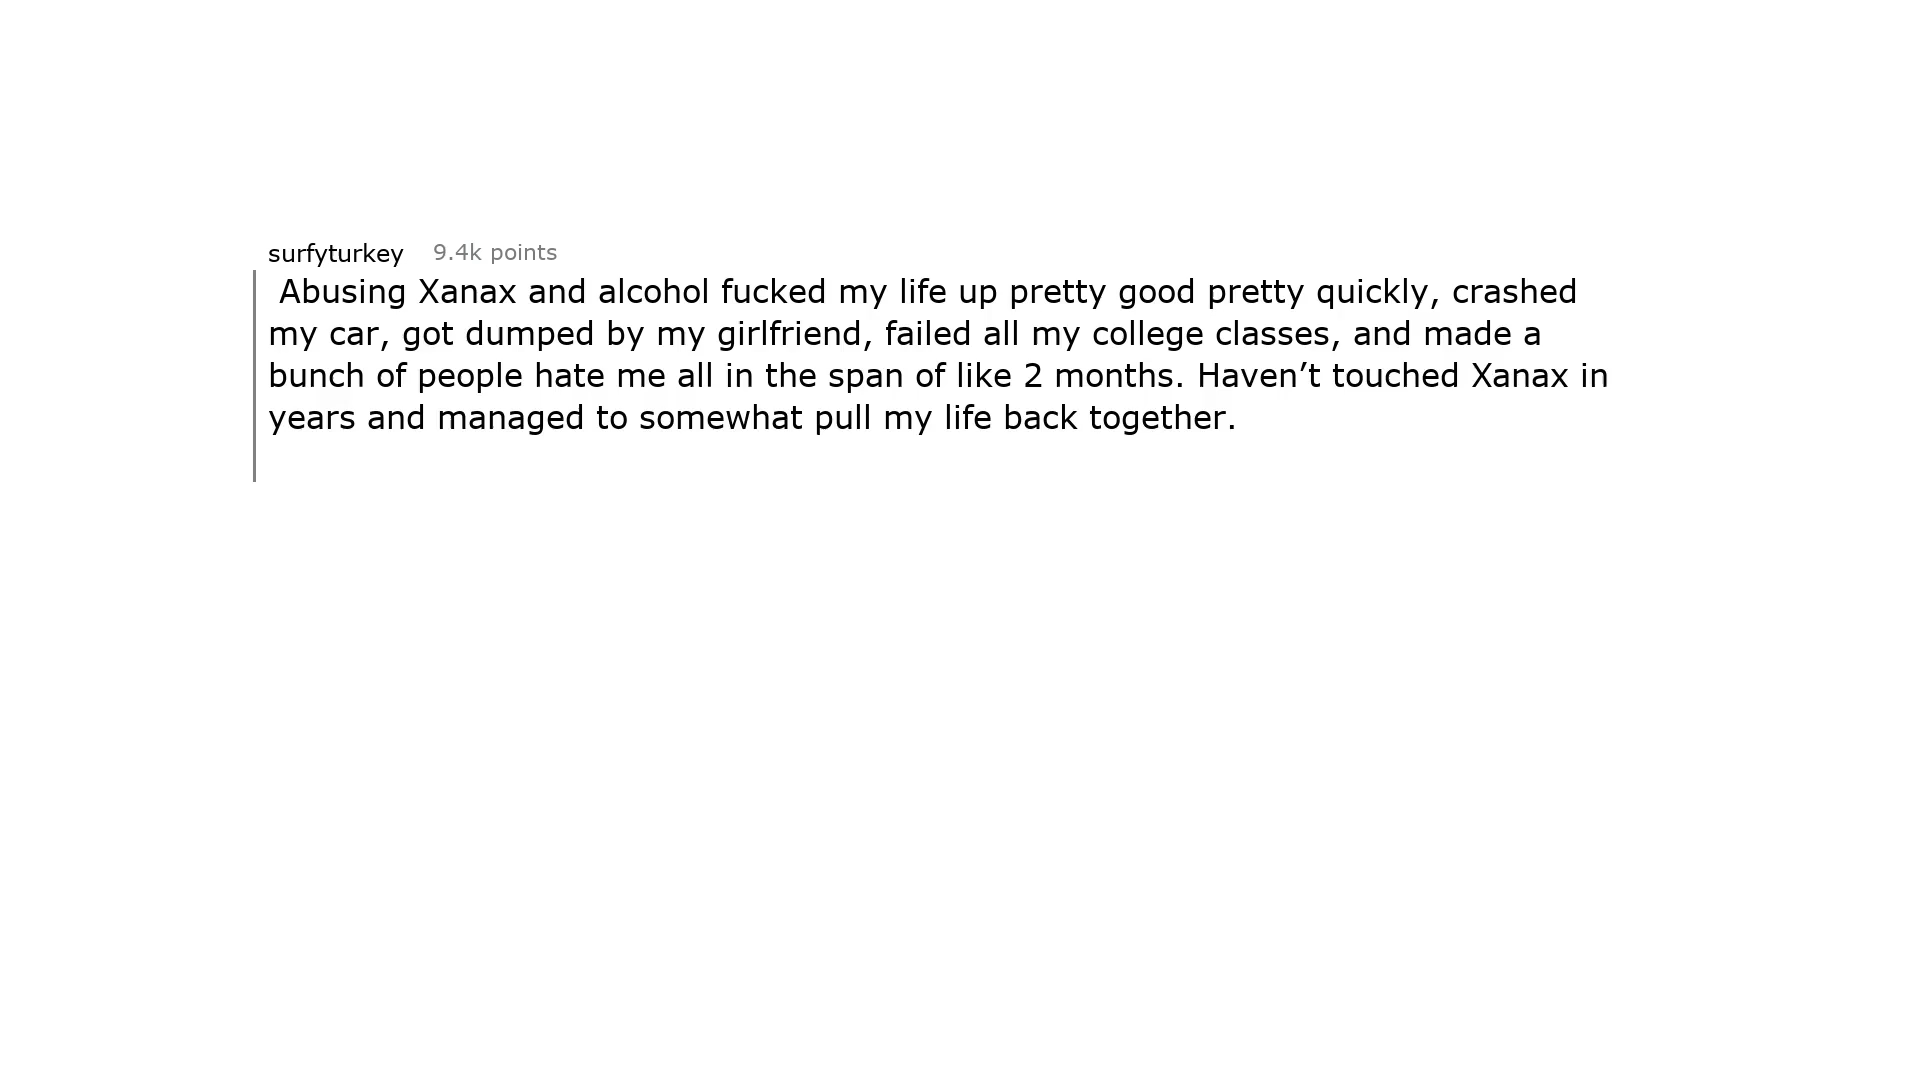 surfyturkey 9.4k points
Abusing Xanax and alcohol fucked my life up pretty good pretty quickly, crashed
my car, got dumped by my girlfriend, failed all my college classes, and made a
bunch of people hate me all in the span of like 2 months. Haven’t touched Xanax in
years and managed to somewhat pull my life back together.